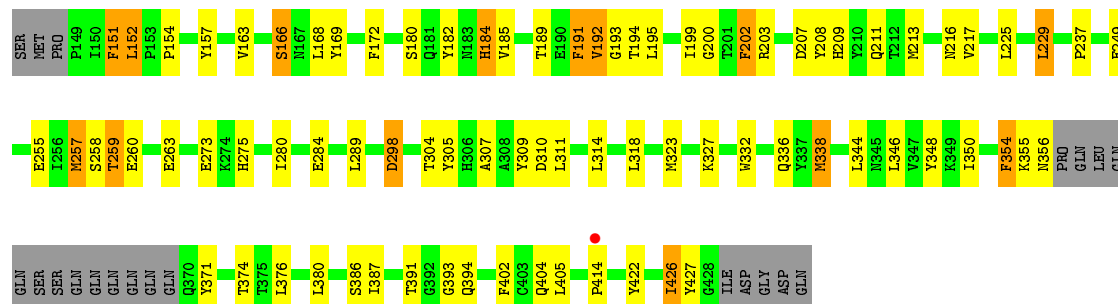 SER MET PRO P149 I150 F151 L152 P153 P154 Y157 V163 S166 N167 L168 Y169 F172 S180 Q181 Y182 N183 H184 V185 T189 E190 F191 V192 G193 T194 L195 I199 G200 T201 F202 R203 D207 Y208 H209 Y210 Q211 T212 M213 N216 V217 L225 L229 P237
E255 I256 M257 S258 T259 E260 E263 E273 K274 H275 I280 E284 L289 D298 T304 Y305 H306 A307 A308 Y309 D310 L311 L314 L318 M323 K327 W332 Q336 Y337 M338 L344 N345 L346 V347 Y348 K349 I350 F354 K355 N356 PRO GLN LEU GLN
GLN SER SER GLN GLN GLN GLN GLN GLN Q370 Y371 T374 T375 L376 L380 S386 I387 T391 G392 G393 Q394 F402 C403 Q404 L405 P414 Y422 I426 Y427 G428 ILE ASP GLY ASP GLN